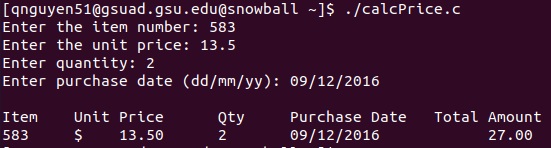 [qnguyen51@gsuad.gsu.edu@snowball ~]$ ./calcPrice.c
Enter the item number: 583
Enter the unit price: 13.5
Enter quantity: 2
Enter purchase date (dd/mm/yy): 09/12/2016
Item Unit Price Qty Purchase Date Total Amount
583 $ 13.50 2 09/12/2016 27.00